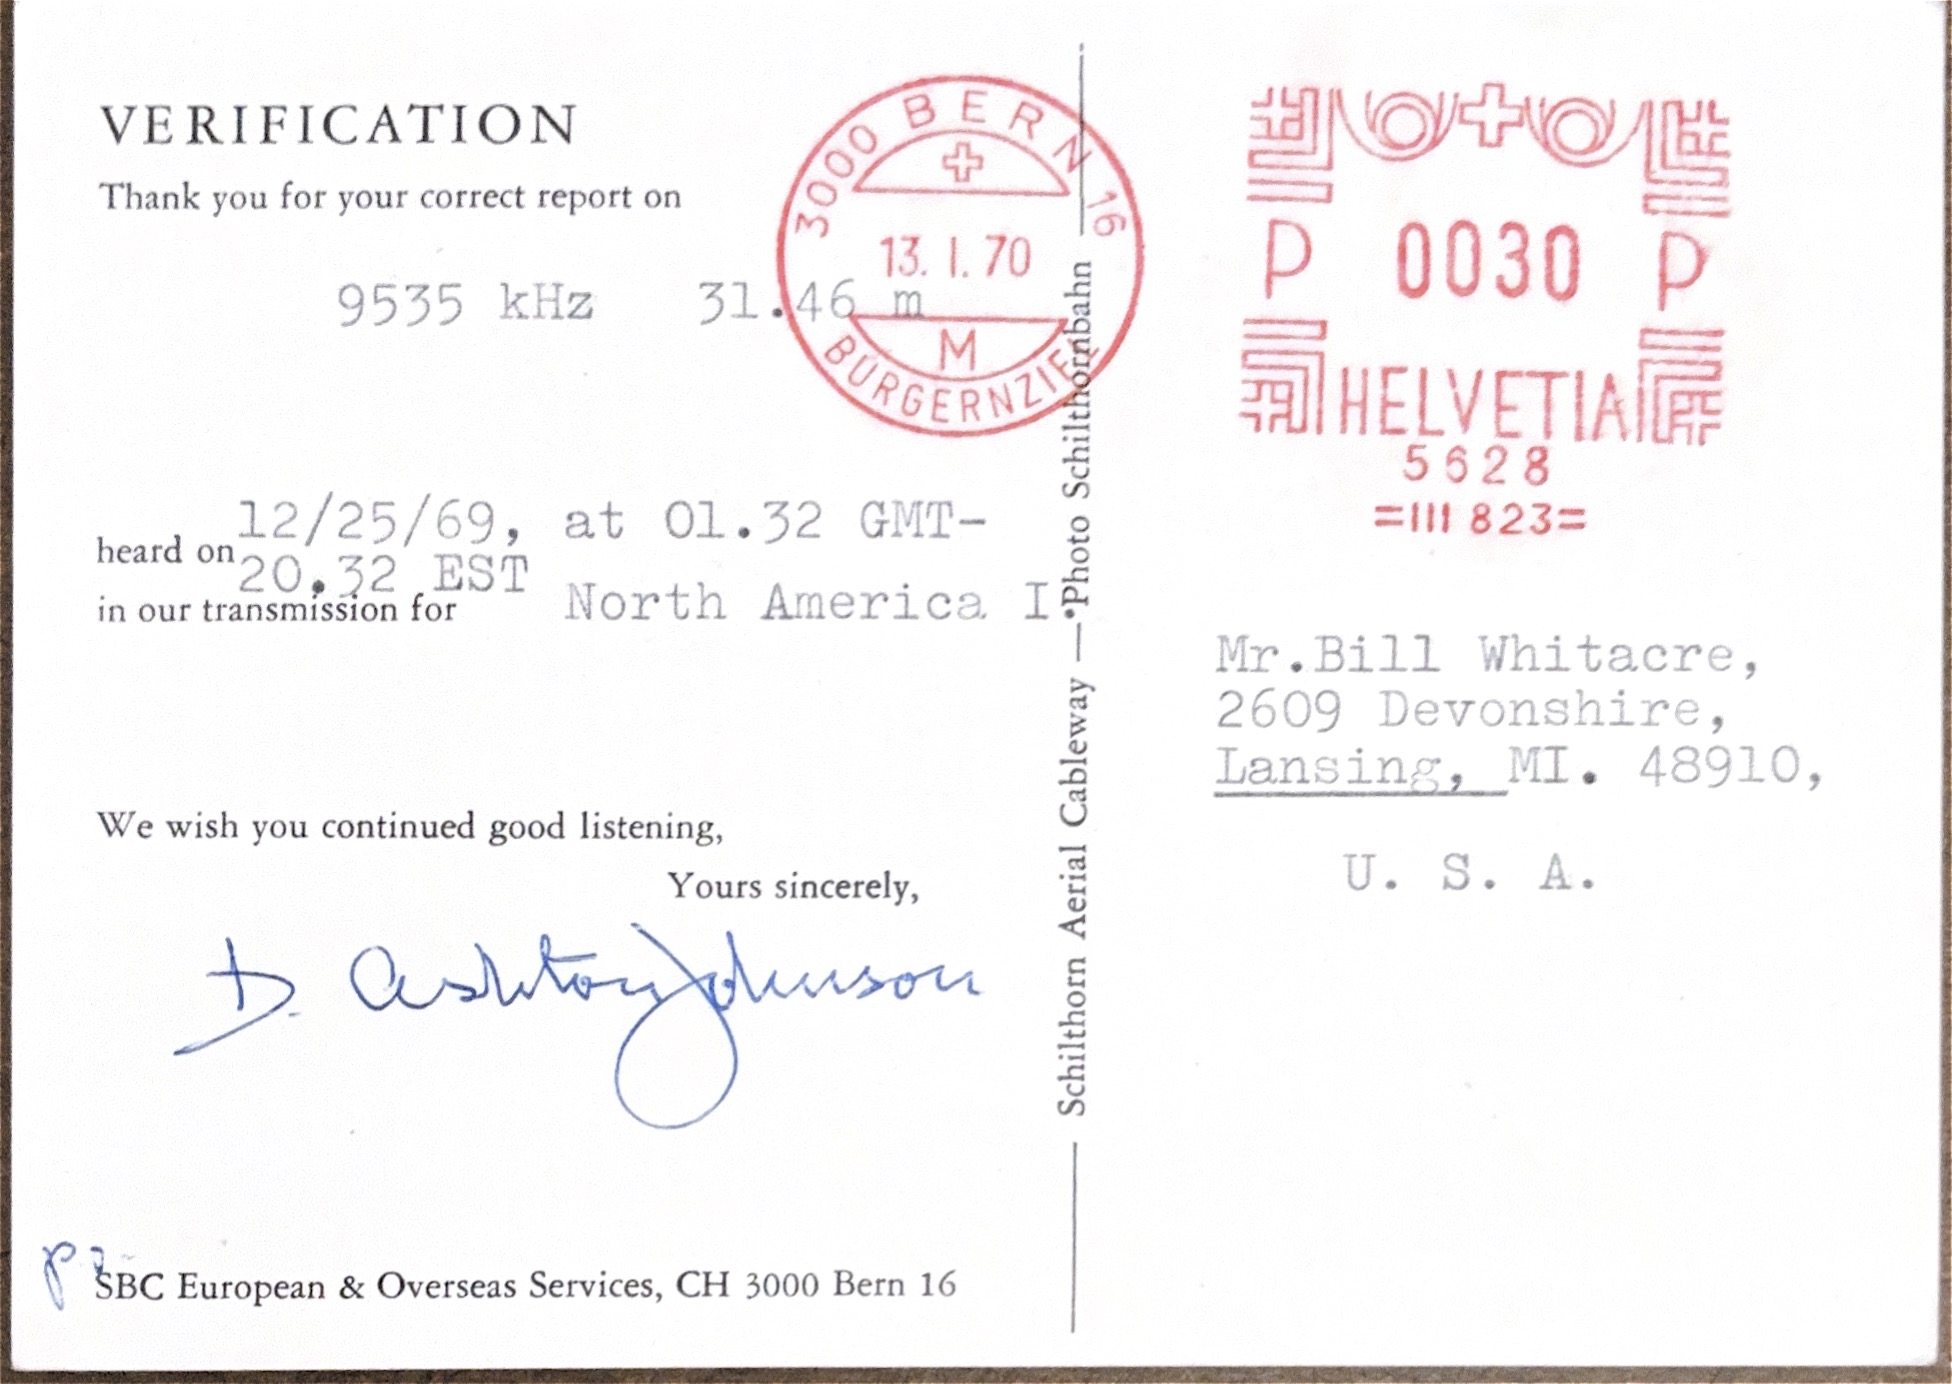 VERIFICATION
Thank you for your correct report on
9535 kHz 31.46 m
heard on 12/25/69, at 01.32 GMT-
20.32 EST
in our transmission for North America I.
We wish you continued good listening,
Yours sincerely,
D. Ashton Johnson
SBC European & Overseas Services, CH 3000 Bern 16
3000 BERN 16
13. I. 70
M
BURGERNZIEL
Schilthorn Aerial Cableway — Photo Schilthornbahn
P 0030 P
HELVETIA
5628
=III 823=
Mr.Bill Whitacre,
2609 Devonshire,
Lansing, MI. 48910,
U. S. A.